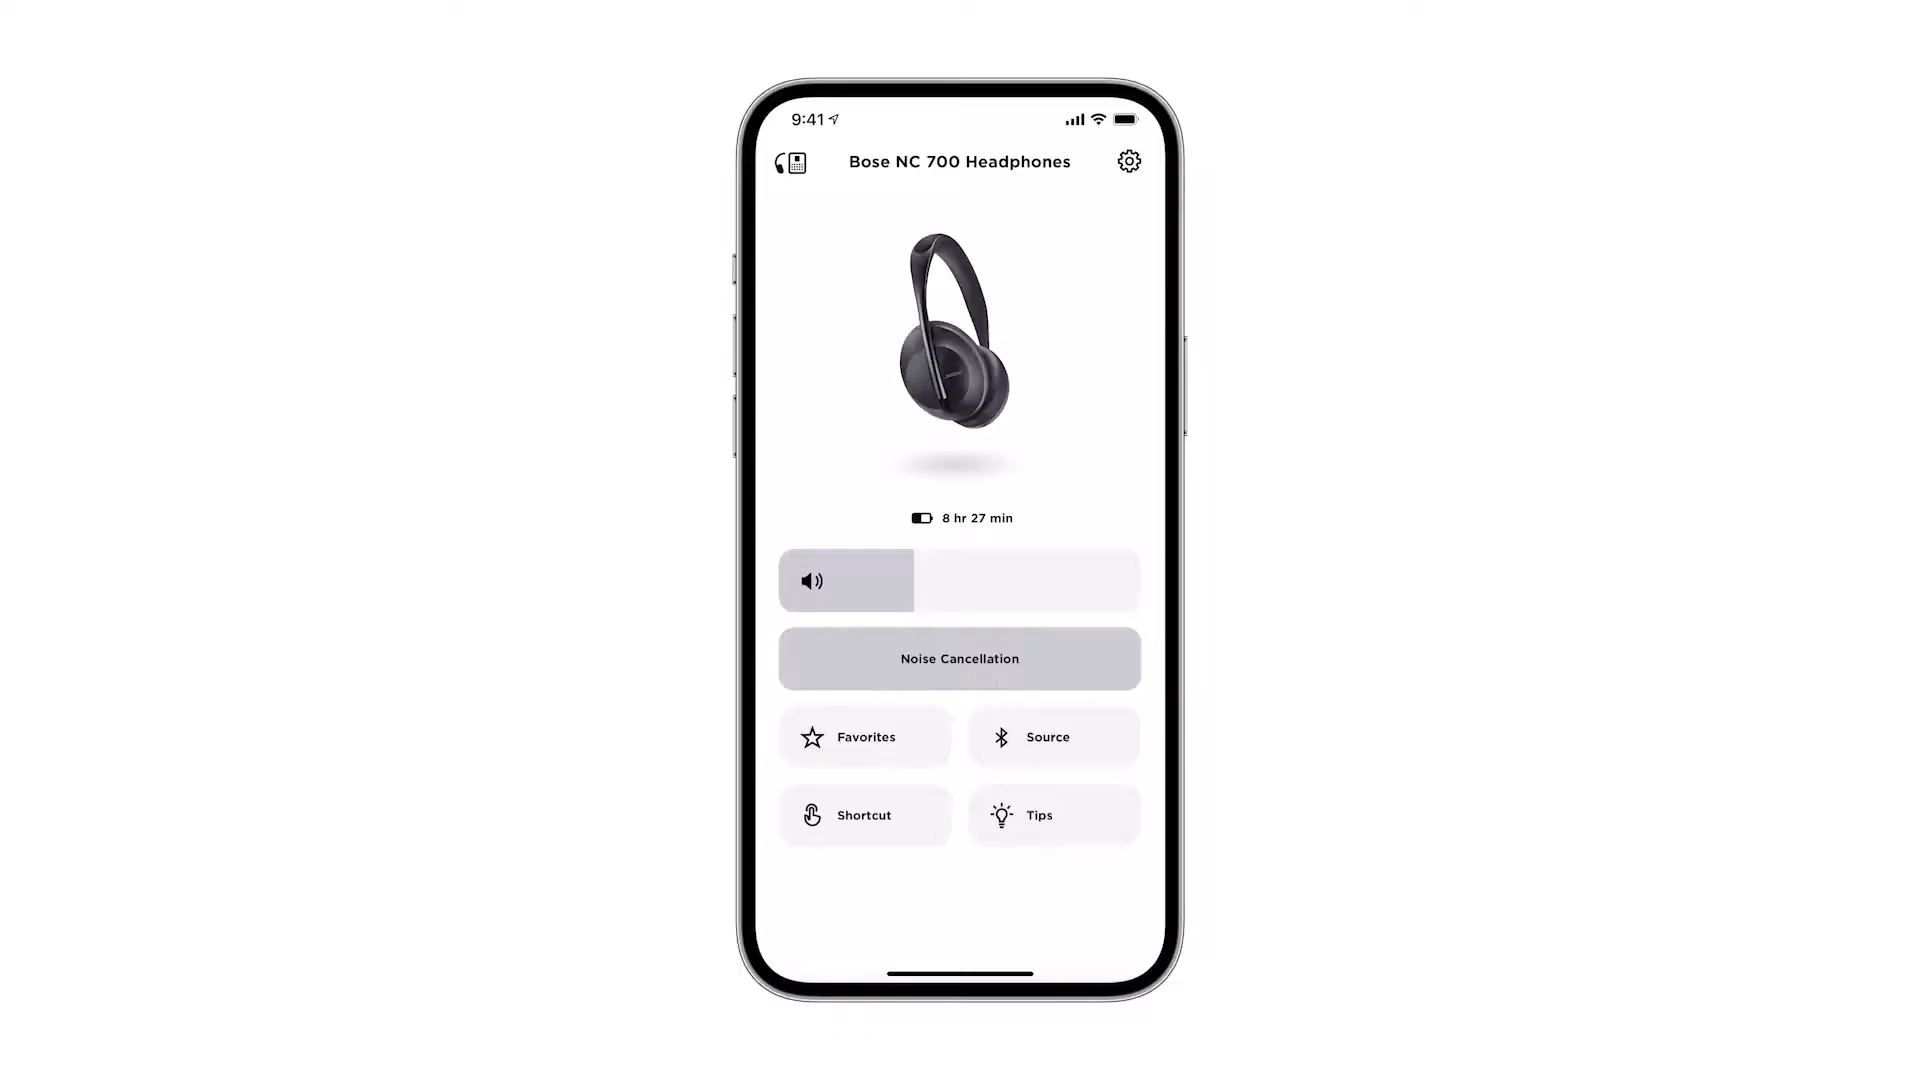 9:41
Bose NC 700 Headphones
8 hr 27 min
Noise Cancellation
Favorites
Source
Shortcut
Tips